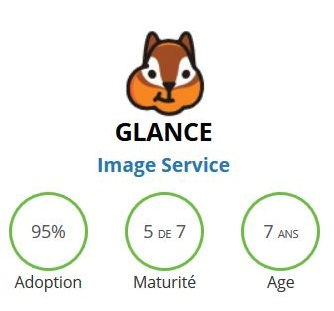 GLANCE
Image Service
95% 5 DE 7 7 ANS
Adoption Maturité Age